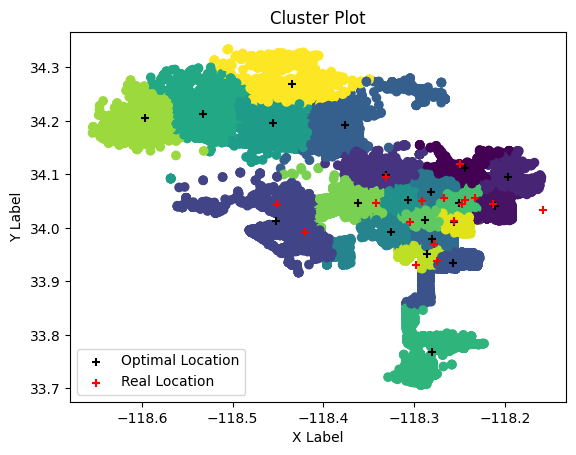 Cluster Plot
34.3
34.2
34.1
34.0
33.9
33.8
33.7
Y Label
Optimal Location
Real Location
−118.6
−118.5
−118.4
−118.3
−118.2
X Label